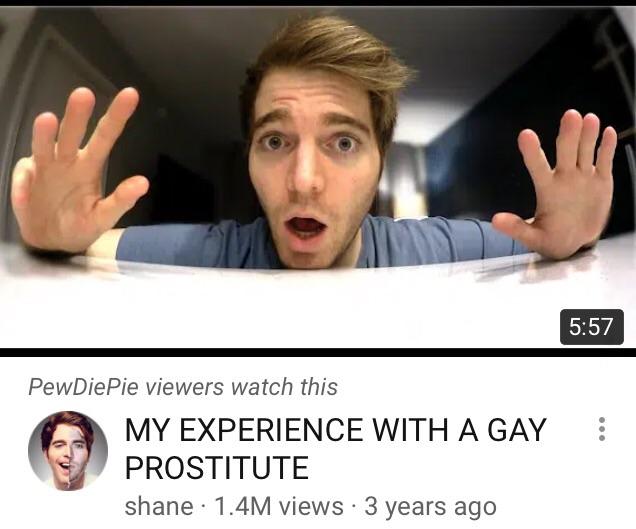 5:57
PewDiePie viewers watch this
MY EXPERIENCE WITH A GAY
PROSTITUTE
shane · 1.4M views · 3 years ago